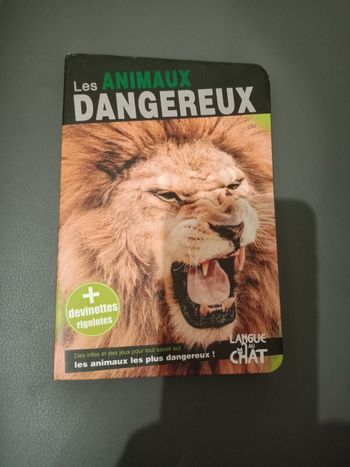 Les ANIMAUX
DANGEREUX
+
devinettes
rigolotes
Des infos et des jeux pour tout savoir sur
les animaux les plus dangereux !
LANGUE
AU
CHAT